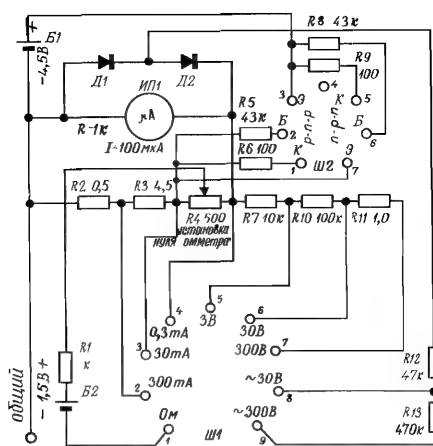 R8 43к
R9
100
Б1
+
-4,5В
Д1
Д2
ИП1
μА
R-1к
I-100мкА
R5
43к
Б
2
R6 100
К
1
Ш2
3
Э
4
К
5
р-п-р
п-р-п
Б
6
Э
7
R2 0,5
R3 4,5
R4 500
установка
нуля омметра
R7 10к
R10 100к
R11 1,0
4
0,3mA
5
3В
6
30В
3
30mA
7
300В
R12
47к
2
300mA
~30В
8
R1
к
+
-1,5В
Б2
общий
Ом
1
Ш1
~300В
9
R13
470к